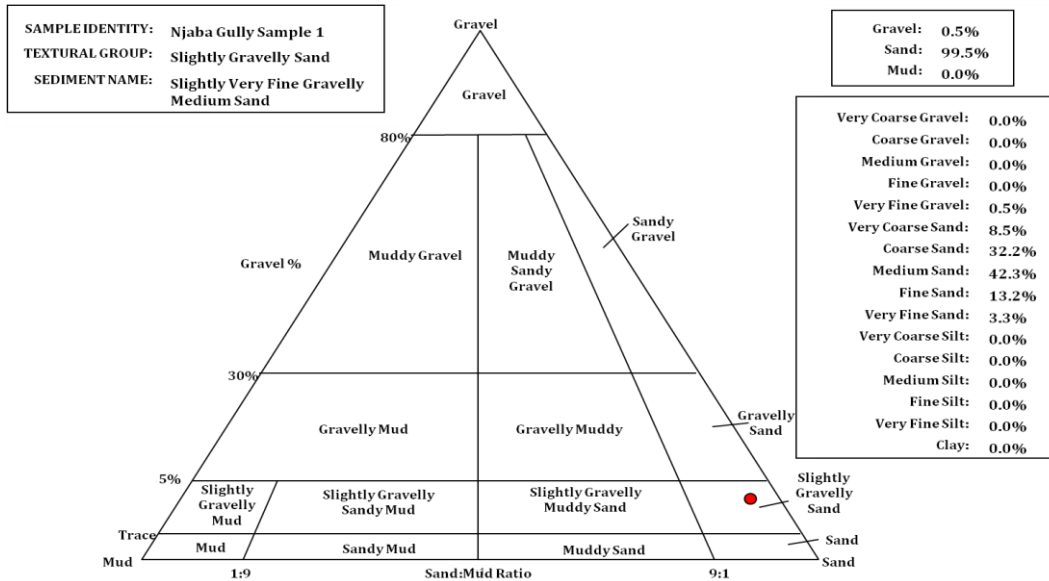 SAMPLE IDENTITY: Njaba Gully Sample 1
TEXTURAL GROUP: Slightly Gravelly Sand
SEDIMENT NAME: Slightly Very Fine Gravelly
Medium Sand
Gravel
Gravel: 0.5%
Sand: 99.5%
Mud: 0.0%
Very Coarse Gravel: 0.0%
Coarse Gravel: 0.0%
Medium Gravel: 0.0%
Fine Gravel: 0.0%
Very Fine Gravel: 0.5%
Very Coarse Sand: 8.5%
Coarse Sand: 32.2%
Medium Sand: 42.3%
Fine Sand: 13.2%
Very Fine Sand: 3.3%
Very Coarse Silt: 0.0%
Coarse Silt: 0.0%
Medium Silt: 0.0%
Fine Silt: 0.0%
Very Fine Silt: 0.0%
Clay: 0.0%
Gravel
80%
Sandy
Gravel
Gravel %
Muddy Gravel
Muddy
Sandy
Gravel
30%
Gravelly Mud
Gravelly Muddy
Gravelly
Sand
5%
Slightly
Gravelly
Mud
Slightly Gravelly
Sandy Mud
Slightly Gravelly
Muddy Sand
Slightly
Gravelly
Sand
Trace
Mud
Sandy Mud
Muddy Sand
Sand
Mud
1:9
Sand:Mud Ratio
9:1
Sand